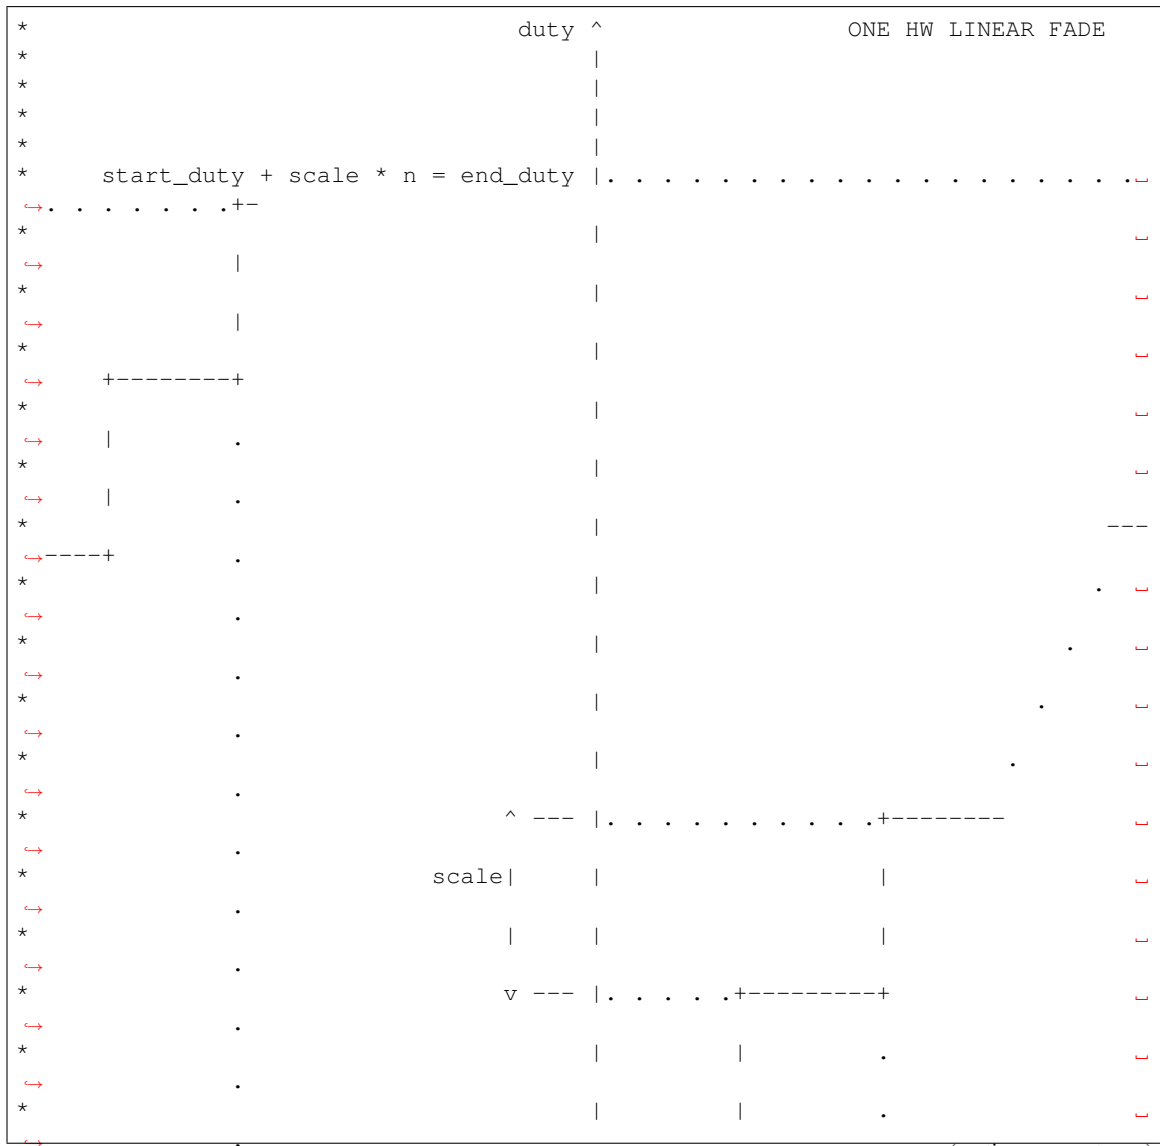 * duty ^ ONE HW LINEAR FADE
* |
* |
* |
* |
* start_duty + scale * n = end_duty |. . . . . . . . . . . . . . . . . . .␣
↪. . . . . . .+-
* | ␣
↪ |
* | ␣
↪ |
* | ␣
↪ +--------+
* | ␣
↪ | .
* | ␣
↪ | .
* | ---
↪----+ .
* | . ␣
↪ .
* | . ␣
↪ .
* | . ␣
↪ .
* | . ␣
↪ .
* ^ --- |. . . . . . . . . .+-------- ␣
↪ .
* scale| | | ␣
↪ .
* | | | ␣
↪ .
* v --- |. . . . .+---------+ ␣
↪ .
* | | . ␣
↪ .
* | | . ␣